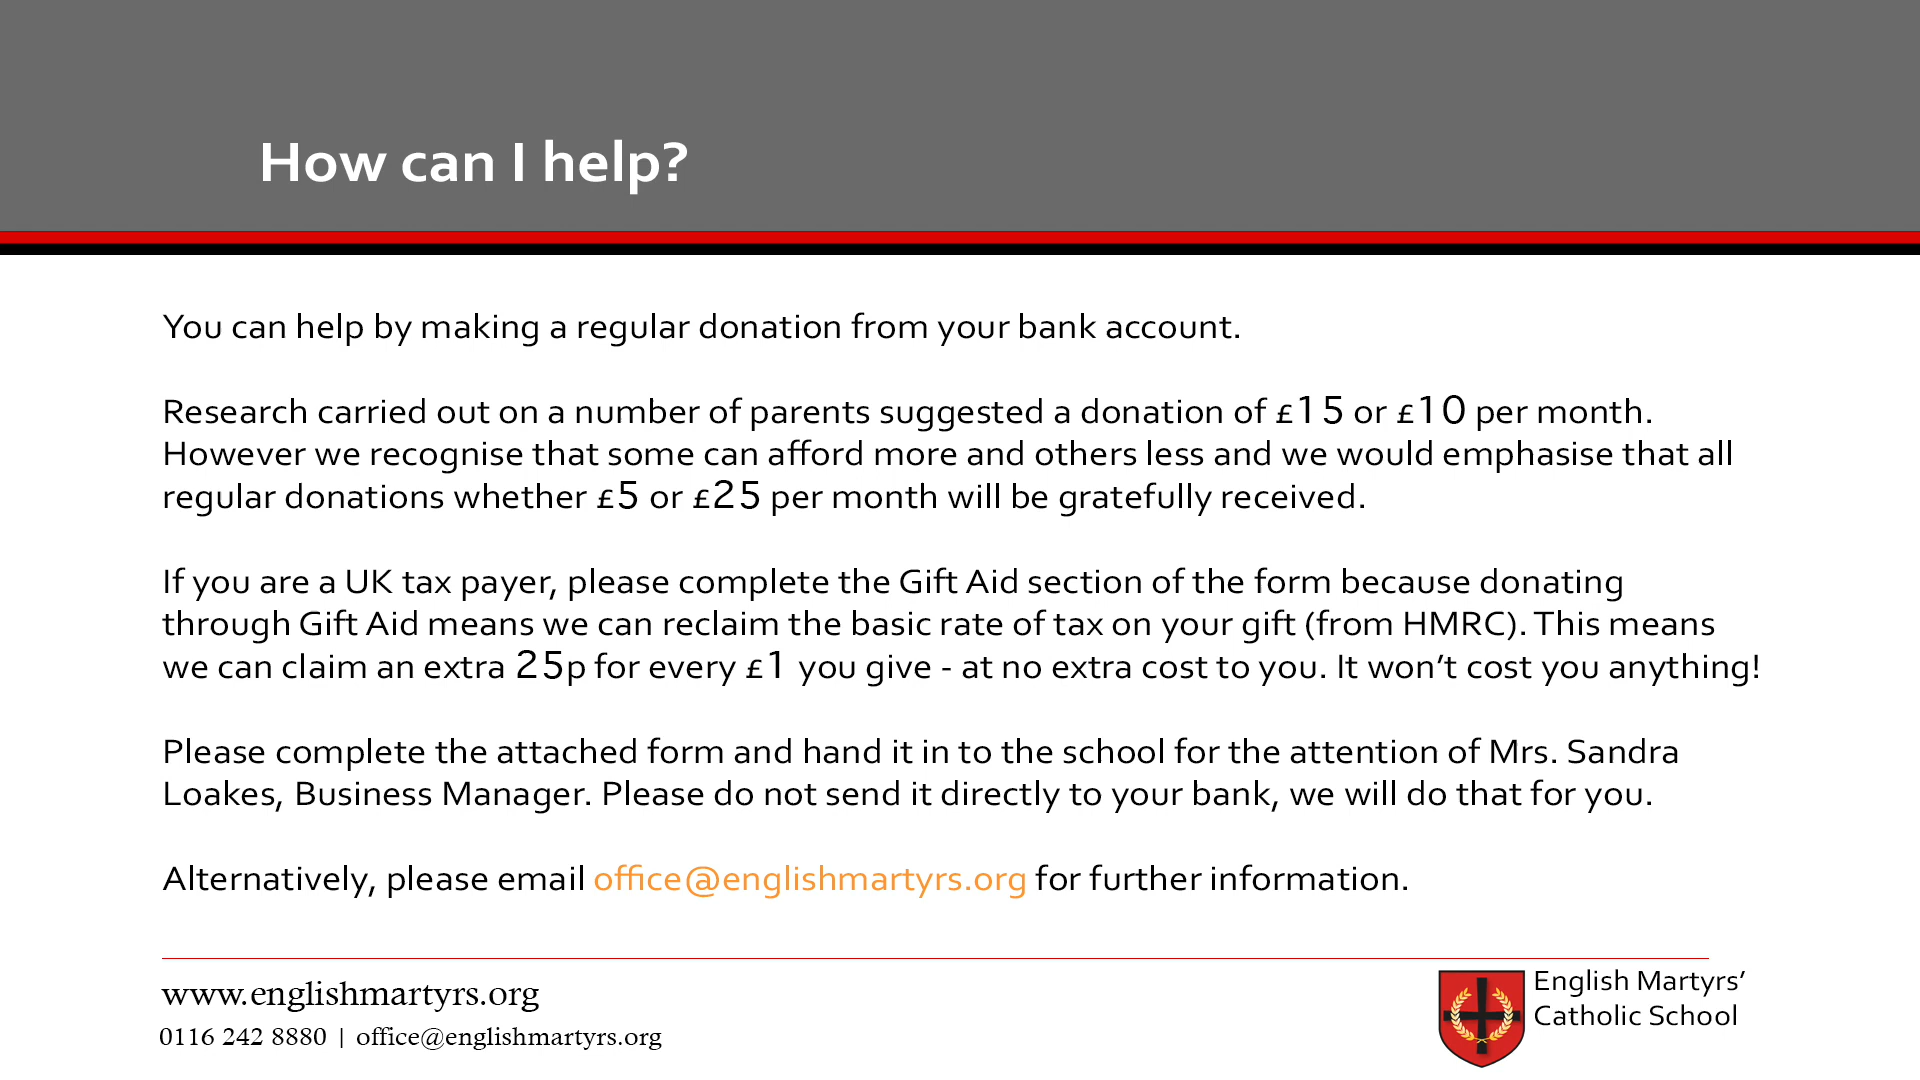 How can I help?
You can help by making a regular donation from your bank account.
Research carried out on a number of parents suggested a donation of £15 or £10 per month.
However we recognise that some can afford more and others less and we would emphasise that all
regular donations whether £5 or £25 per month will be gratefully received.
If you are a UK tax payer, please complete the Gift Aid section of the form because donating
through Gift Aid means we can reclaim the basic rate of tax on your gift (from HMRC). This means
we can claim an extra 25p for every £1 you give - at no extra cost to you. It won’t cost you anything!
Please complete the attached form and hand it in to the school for the attention of Mrs. Sandra
Loakes, Business Manager. Please do not send it directly to your bank, we will do that for you.
Alternatively, please email office@englishmartyrs.org for further information.
www.englishmartyrs.org
0116 242 8880 | office@englishmartyrs.org
English Martyrs’
Catholic School